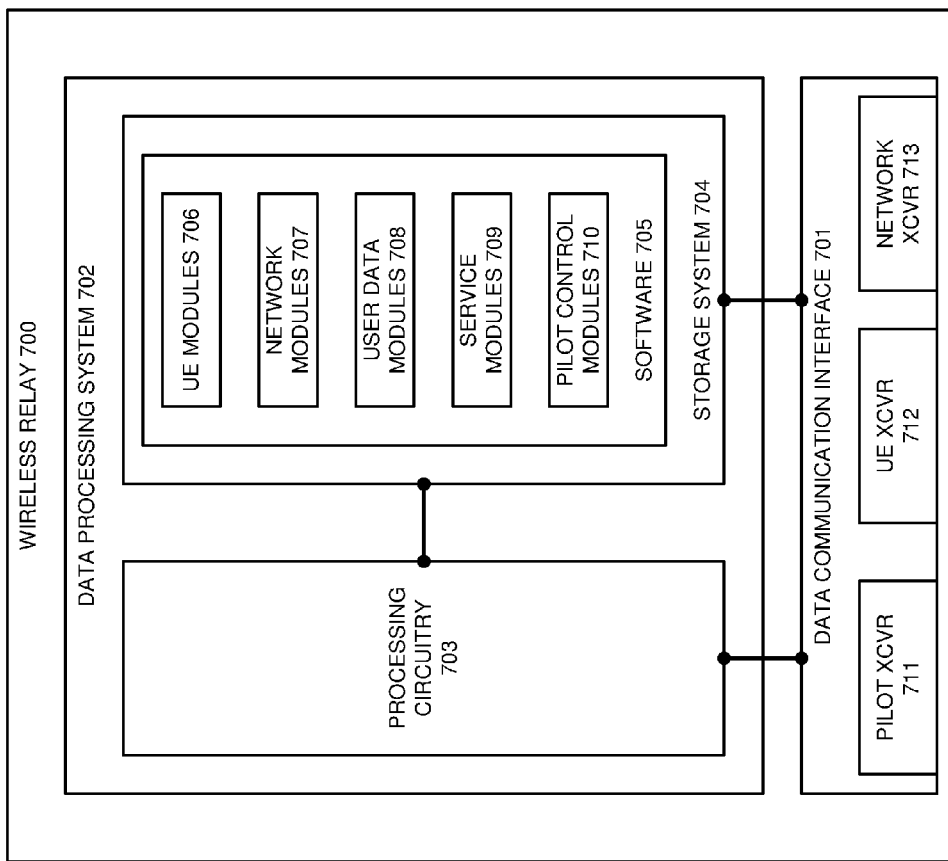 WIRELESS RELAY 700
DATA PROCESSING SYSTEM 702
PROCESSING
CIRCUITRY
703
UE MODULES 706
NETWORK
MODULES 707
USER DATA
MODULES 708
SERVICE
MODULES 709
PILOT CONTROL
MODULES 710
SOFTWARE 705
STORAGE SYSTEM 704
DATA COMMUNICATION INTERFACE 701
PILOT XCVR
711
UE XCVR
712
NETWORK
XCVR 713